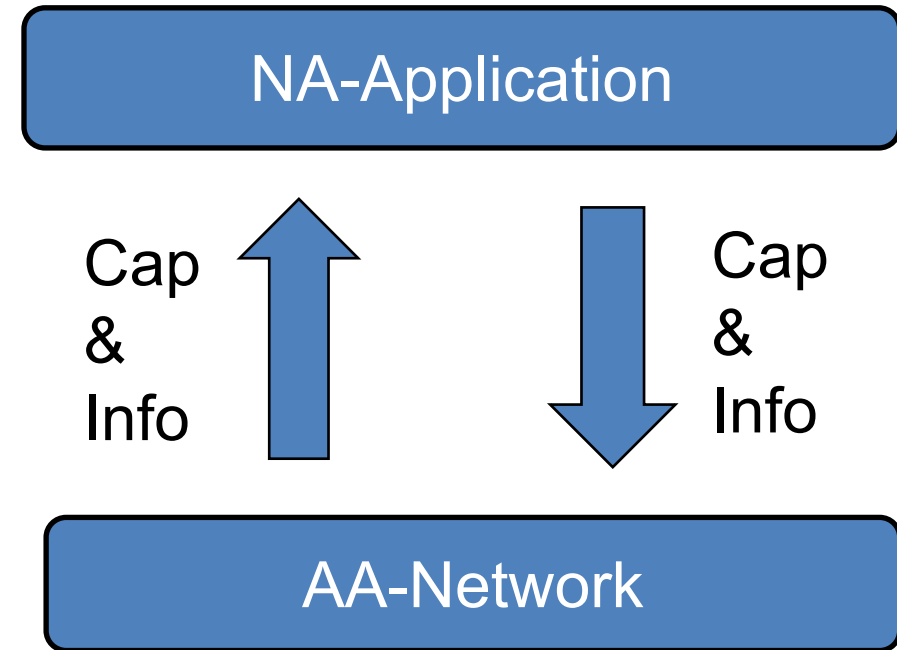 NA-Application
Cap
&
Info
Cap
&
Info
AA-Network